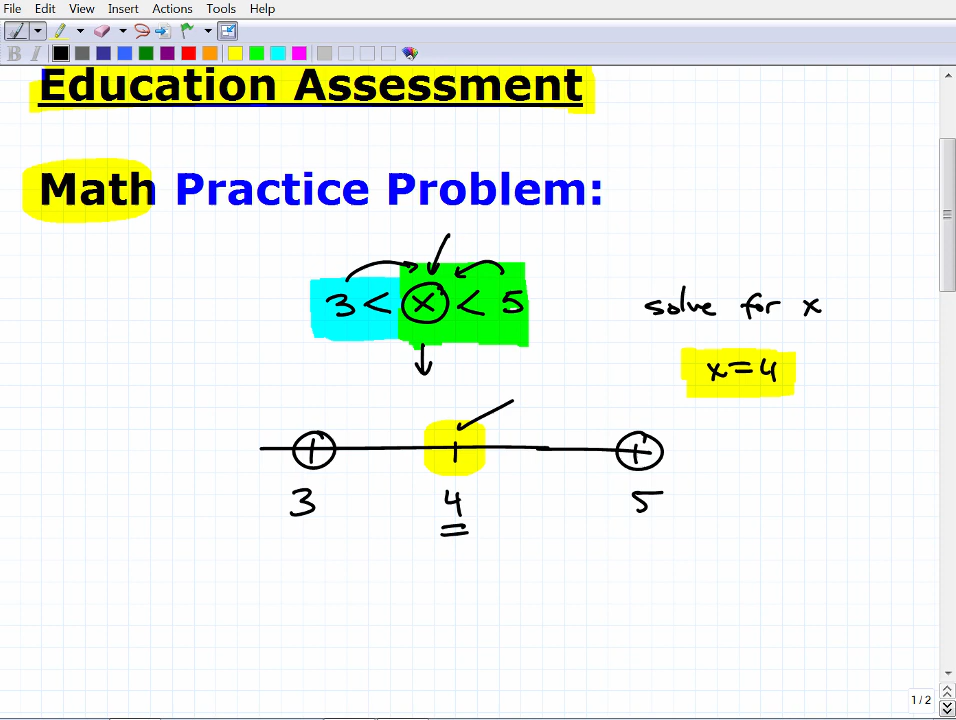 File Edit View Insert Actions Tools Help
B I
Education Assessment
Math Practice Problem:
3 < x < 5
solve for x
x = 4
3 4 5
1 / 2